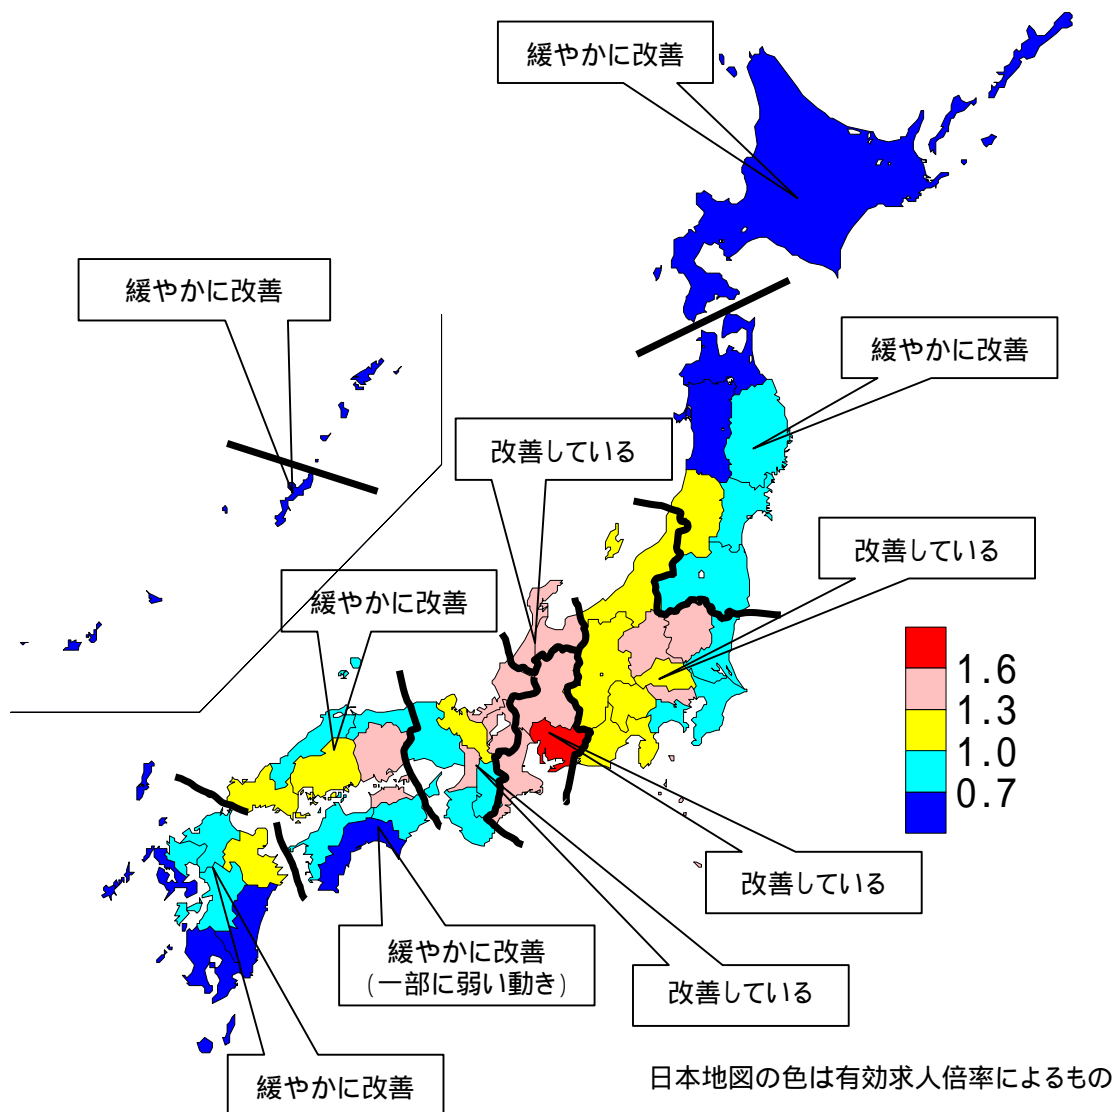 緩やかに改善
緩やかに改善
緩やかに改善
改善している
改善している
緩やかに改善
1.6
1.3
1.0
0.7
改善している
緩やかに改善
(一部に弱い動き)
改善している
緩やかに改善
日本地図の色は有効求人倍率によるもの